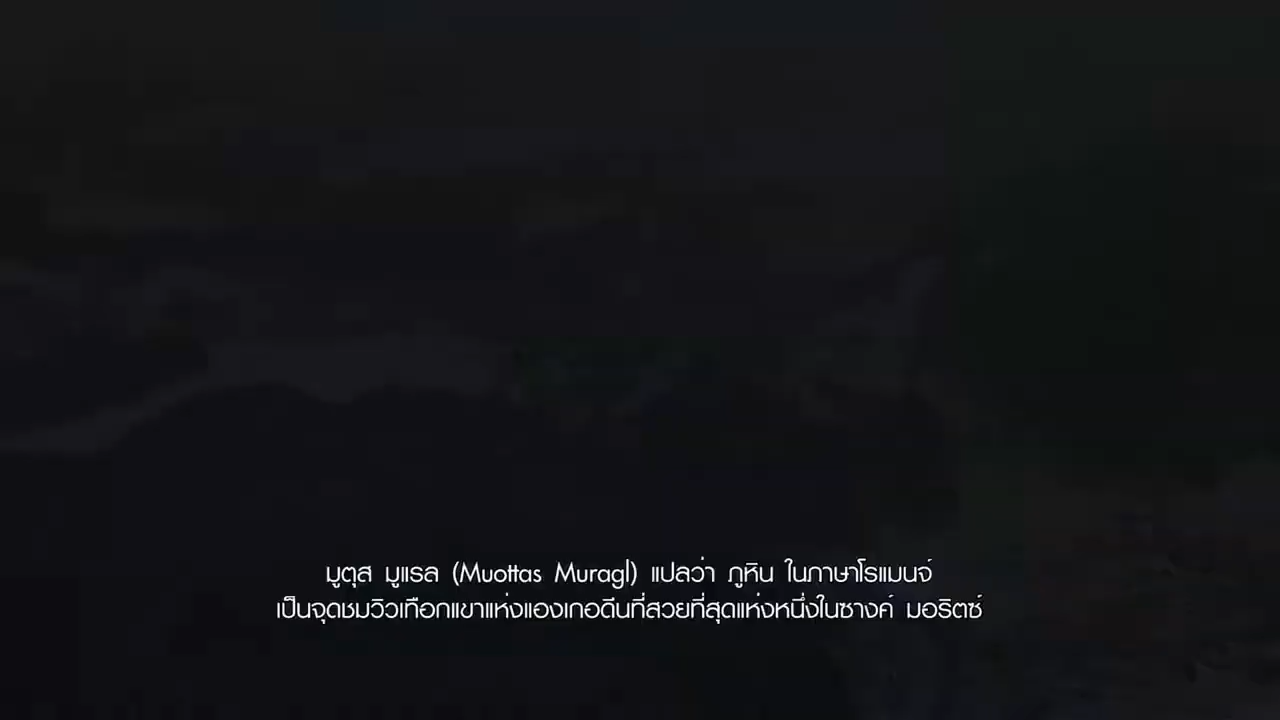 มูตุส มูแรล (Muottas Muragl) แปลว่า ภูหิน ในภาษาโรแมนจ์
เป็นจุดชมวิวเทือกเขาแห่งแองเกอดีนที่สวยที่สุดแห่งหนึ่งในซางค์ มอริตซ์